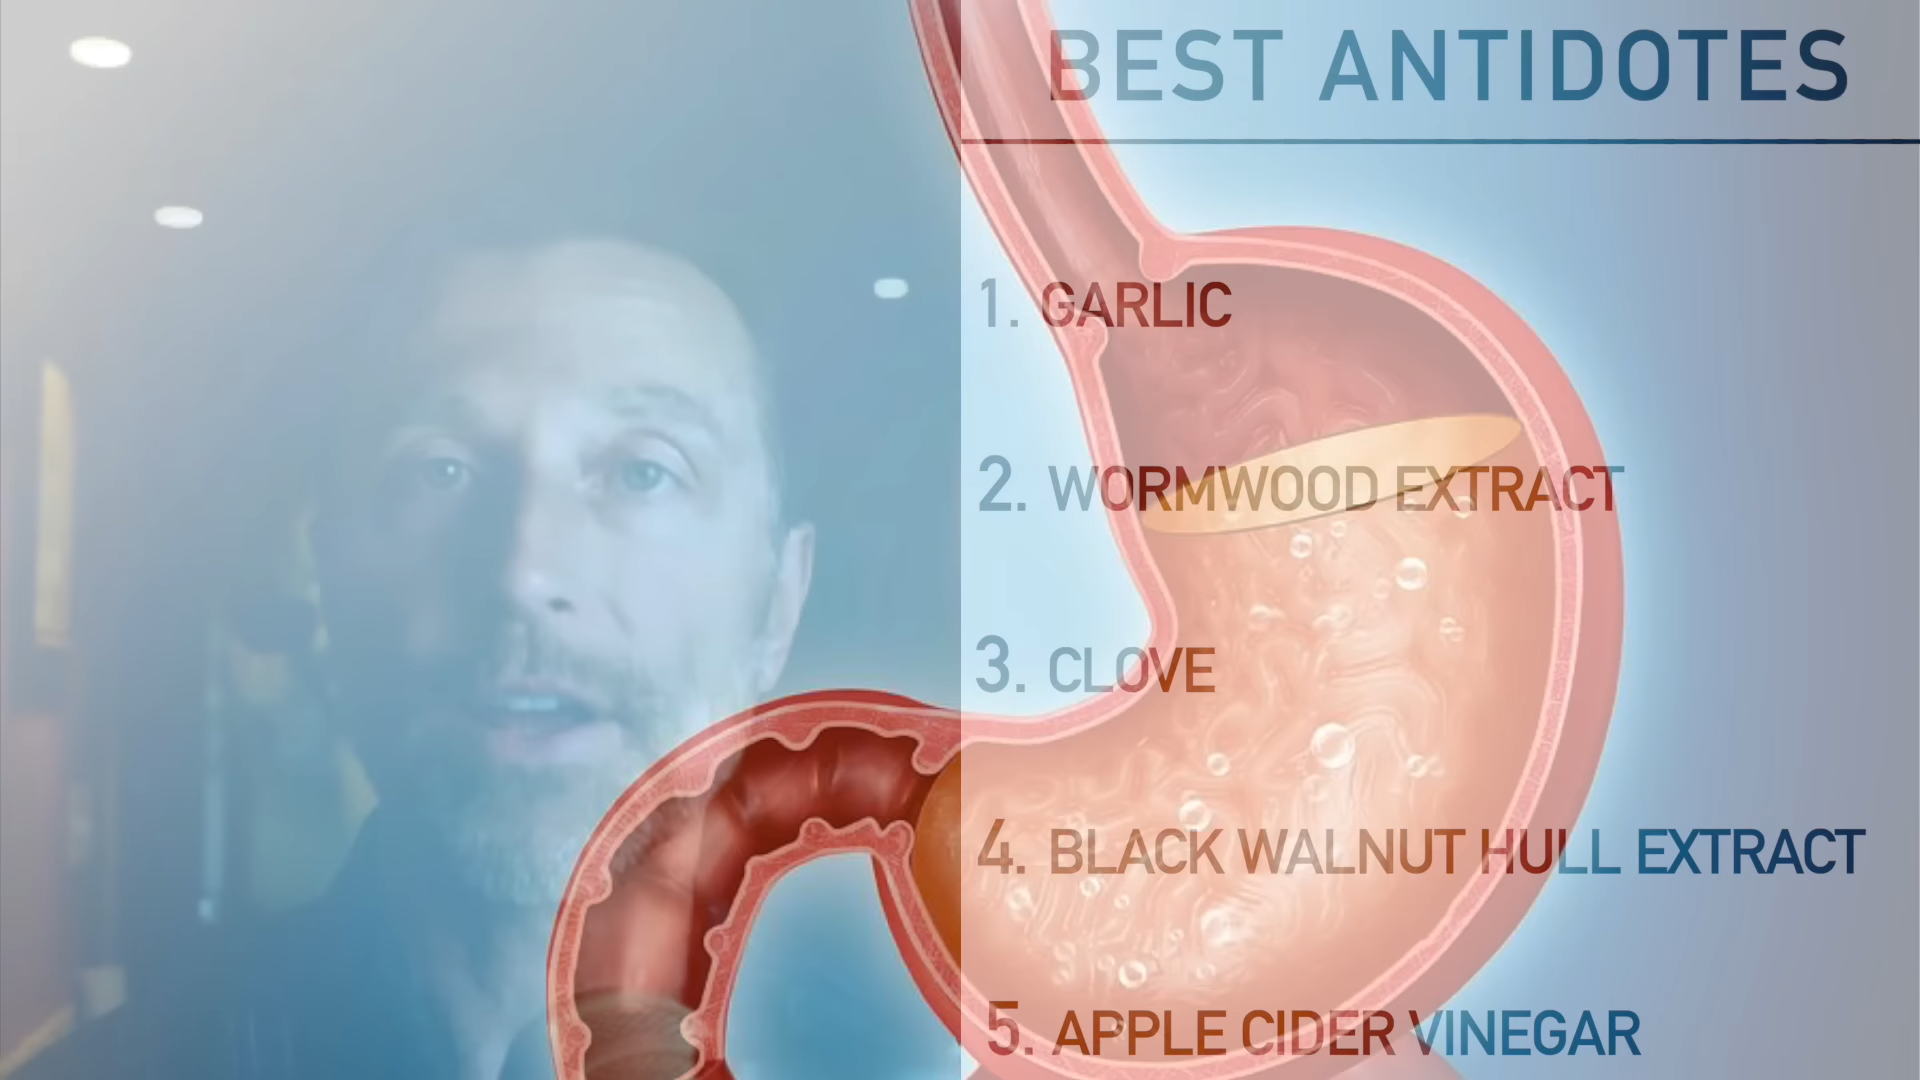 BEST ANTIDOTES
1. GARLIC
2. WORMWOOD EXTRACT
3. CLOVE
4. BLACK WALNUT HULL EXTRACT
5. APPLE CIDER VINEGAR